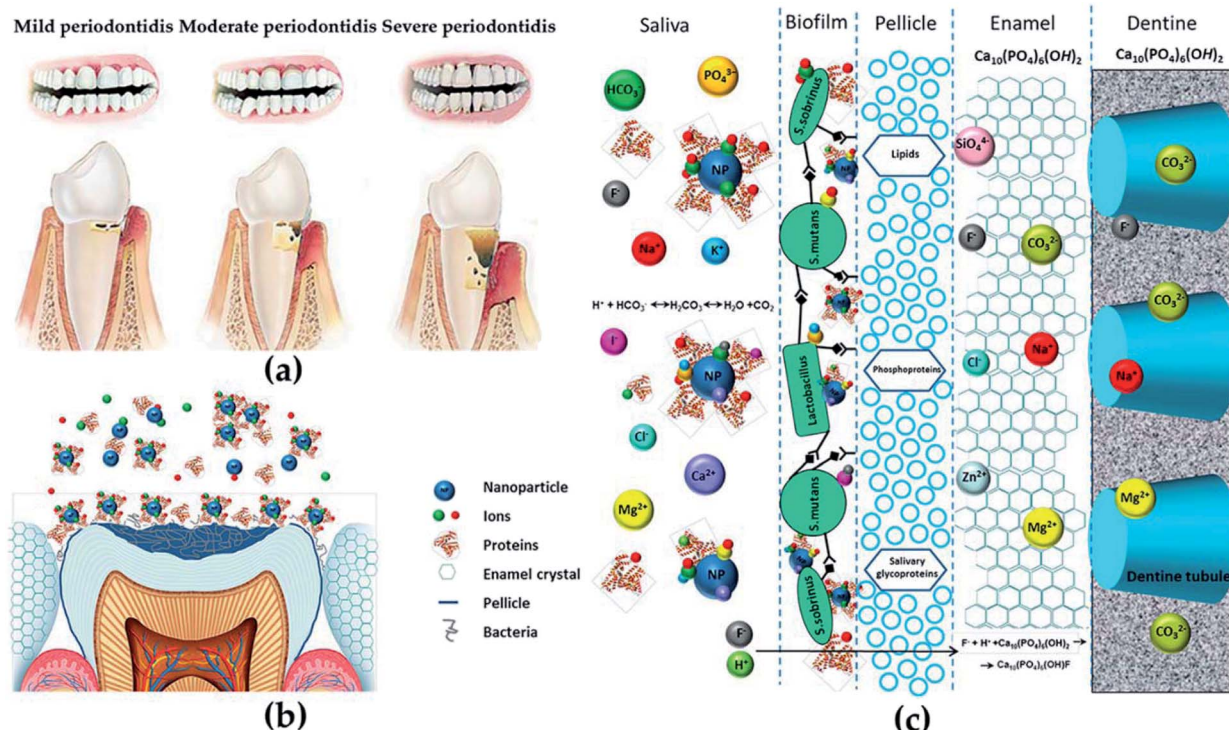 Mild periodontidis Moderate periodontidis Severe periodontidis
(a)
Nanoparticle
Ions
Proteins
Enamel crystal
Pellicle
Bacteria
(b)
Saliva
Biofilm
Pellicle
Enamel
Dentine
Ca₁₀(PO₄)₆(OH)₂
Ca₁₀(PO₄)₆(OH)₂
HCO₃⁻
PO₄³⁻
NP
F⁻
Na⁺
K⁺
H⁺ + HCO₃⁻ ↔ H₂CO₃ ↔ H₂O +CO₂
I⁻
NP
Cl⁻
Ca²⁺
Mg²⁺
NP
F⁻
H⁺
S.sobrinus
NP
S.mutans
Lactobacillus
S.mutans
S.sobrinus
Lipids
Phosphoproteins
Salivary
glycoproteins
SiO₄⁴⁻
F⁻
CO₃²⁻
Cl⁻
Na⁺
Zn²⁺
Mg²⁺
F⁻ + H⁺ +Ca₁₀(PO₄)₆(OH)₂ →
→ Ca₁₀(PO₄)₆(OH)F
CO₃²⁻
F⁻
CO₃²⁻
Na⁺
Mg²⁺
Dentine tubule
CO₃²⁻
(c)